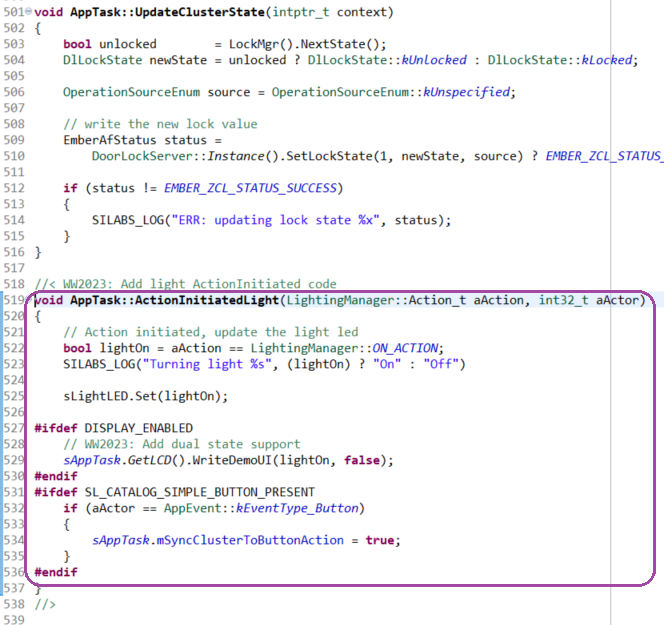 501 void AppTask::UpdateClusterState(intptr_t context)
502 {
503     bool unlocked        = LockMgr().NextState();
504     DlLockState newState = unlocked ? DlLockState::kUnlocked : DlLockState::kLocked;
505
506     OperationSourceEnum source = OperationSourceEnum::kUnspecified;
507
508     // write the new lock value
509     EmberAfStatus status =
510         DoorLockServer::Instance().SetLockState(1, newState, source) ? EMBER_ZCL_STATUS_
511
512     if (status != EMBER_ZCL_STATUS_SUCCESS)
513     {
514         SILABS_LOG("ERR: updating lock state %x", status);
515     }
516 }
517
518 //< WW2023: Add light ActionInitiated code
519 void AppTask::ActionInitiatedLight(LightingManager::Action_t aAction, int32_t aActor)
520 {
521     // Action initiated, update the light led
522     bool lightOn = aAction == LightingManager::ON_ACTION;
523     SILABS_LOG("Turning light %s", (lightOn) ? "On" : "Off")
524
525     sLightLED.Set(lightOn);
526
527 #ifdef DISPLAY_ENABLED
528     // WW2023: Add dual state support
529     sAppTask.GetLCD().WriteDemoUI(lightOn, false);
530 #endif
531 #ifdef SL_CATALOG_SIMPLE_BUTTON_PRESENT
532     if (aActor == AppEvent::kEventType_Button)
533     {
534         sAppTask.mSyncClusterToButtonAction = true;
535     }
536 #endif
537 }
538 //>
539